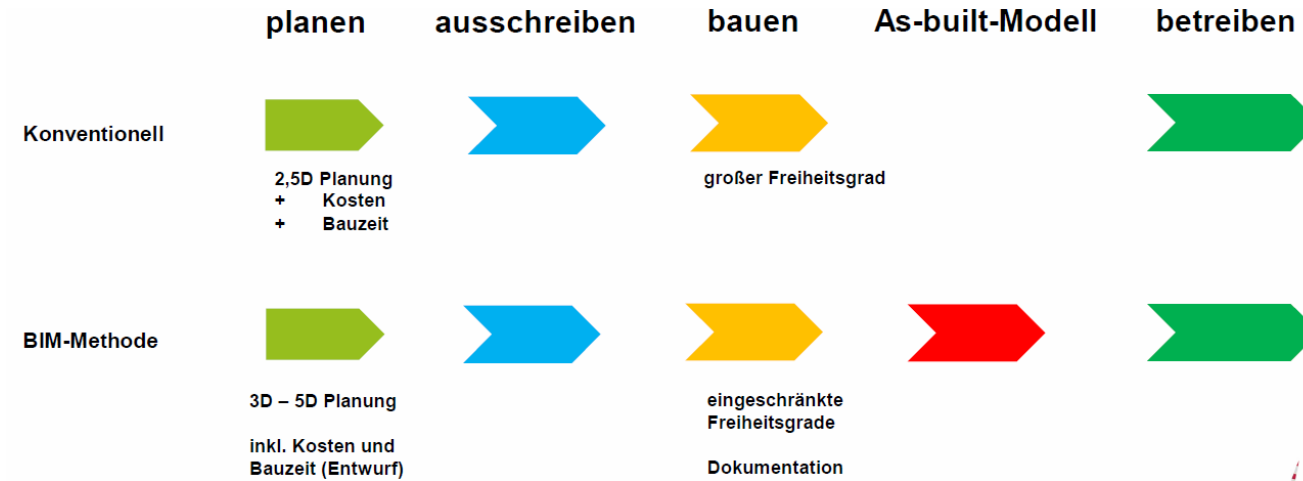 planen ausschreiben bauen As-built-Modell betreiben
Konventionell
2,5D Planung
+ Kosten
+ Bauzeit
großer Freiheitsgrad
BIM-Methode
3D – 5D Planung
inkl. Kosten und
Bauzeit (Entwurf)
eingeschränkte
Freiheitsgrade
Dokumentation